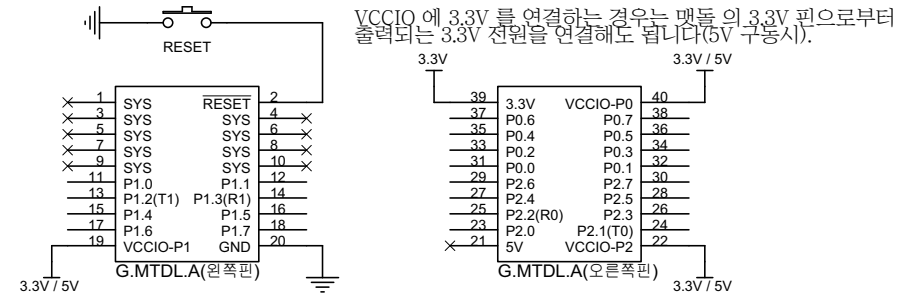 VCCIO 에 3.3V 를 연결하는 경우는 맷돌 의 3.3V 핀으로부터
출력되는 3.3V 전원을 연결해도 됩니다(5V 구동시).
RESET
3.3V
3.3V / 5V
1 SYS RESET 2
3 SYS SYS 4
5 SYS SYS 6
7 SYS SYS 8
9 SYS SYS 10
11 P1.0 P1.1 12
13 P1.2(T1) P1.3(R1) 14
15 P1.4 P1.5 16
17 P1.6 P1.7 18
19 VCCIO-P1 GND 20
G.MTDL.A(왼쪽핀)
3.3V / 5V
39 3.3V VCCIO-P0 40
37 P0.6 P0.7 38
35 P0.4 P0.5 36
33 P0.2 P0.3 34
31 P0.0 P0.1 32
29 P2.6 P2.7 30
27 P2.4 P2.5 28
25 P2.2(R0) P2.3 26
23 P2.0 P2.1(T0) 24
21 5V VCCIO-P2 22
G.MTDL.A(오른쪽핀)
3.3V / 5V